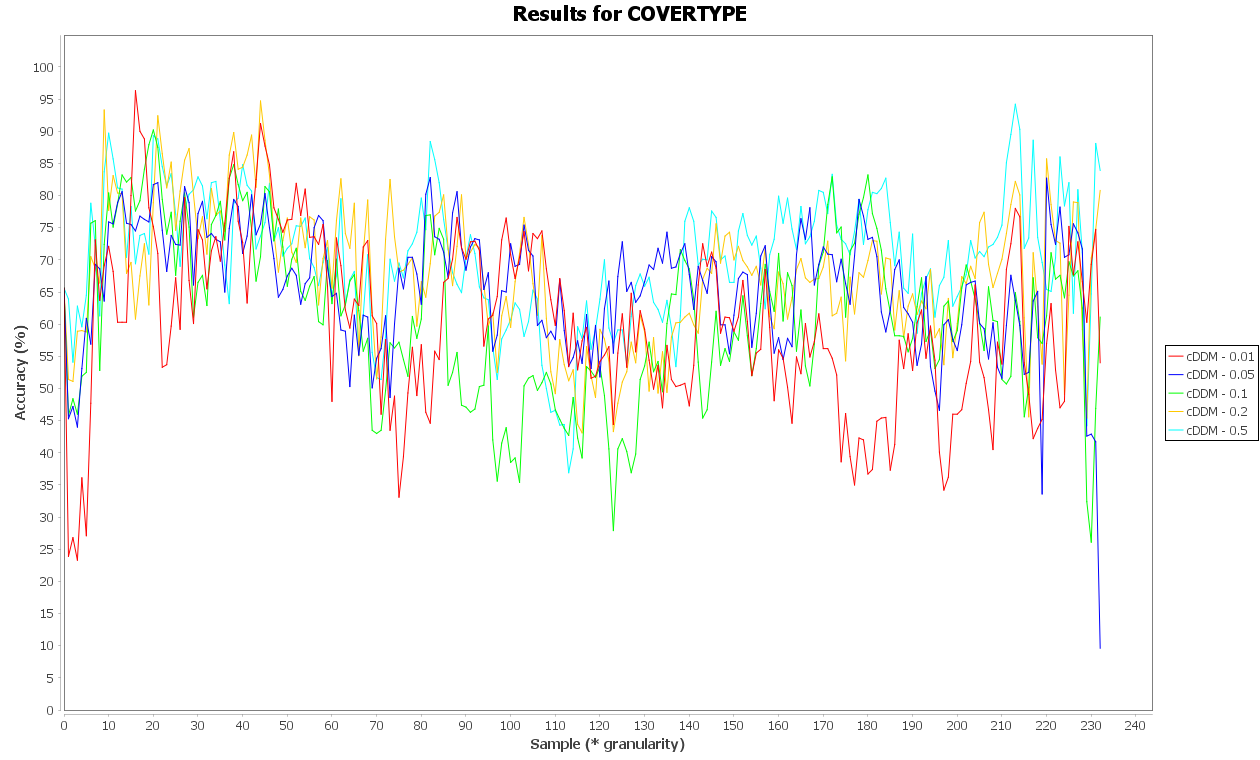 Results for COVERTYPE
Accuracy (%)
100
95
90
85
80
75
70
65
60
55
50
45
40
35
30
25
20
15
10
5
0
0 10 20 30 40 50 60 70 80 90 100 110 120 130 140 150 160 170 180 190 200 210 220 230 240
Sample (* granularity)
cDDM - 0.01
cDDM - 0.05
cDDM - 0.1
cDDM - 0.2
cDDM - 0.5